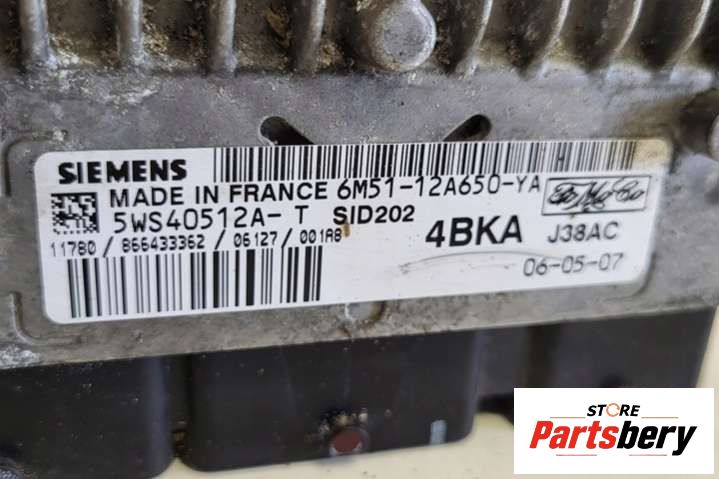 SIEMENS
MADE IN FRANCE 6M51-12A650-YA
5WS40512A-T SID202
11780 / 866433362 / 06127 / 001A8
4BKA J38AC
06-05-07
STORE
Partsbery